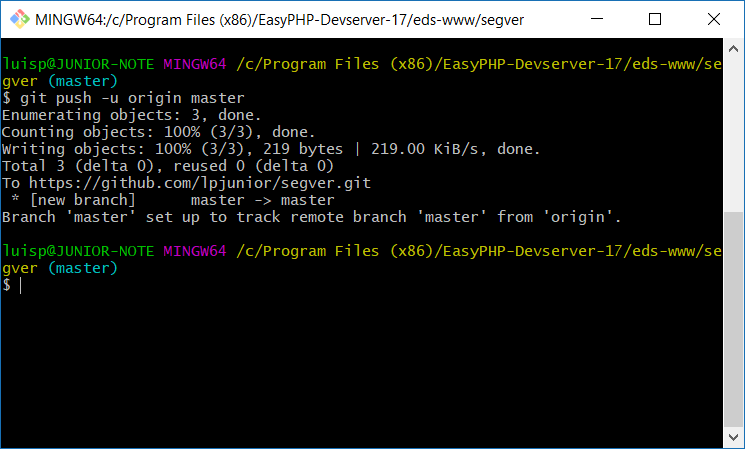 MINGW64:/c/Program Files (x86)/EasyPHP-Devserver-17/eds-www/segver
luisp@JUNIOR-NOTE MINGW64 /c/Program Files (x86)/EasyPHP-Devserver-17/eds-www/se
gver (master)
$ git push -u origin master
Enumerating objects: 3, done.
Counting objects: 100% (3/3), done.
Writing objects: 100% (3/3), 219 bytes | 219.00 KiB/s, done.
Total 3 (delta 0), reused 0 (delta 0)
To https://github.com/lpjunior/segver.git
 * [new branch]      master -> master
Branch 'master' set up to track remote branch 'master' from 'origin'.
luisp@JUNIOR-NOTE MINGW64 /c/Program Files (x86)/EasyPHP-Devserver-17/eds-www/se
gver (master)
$